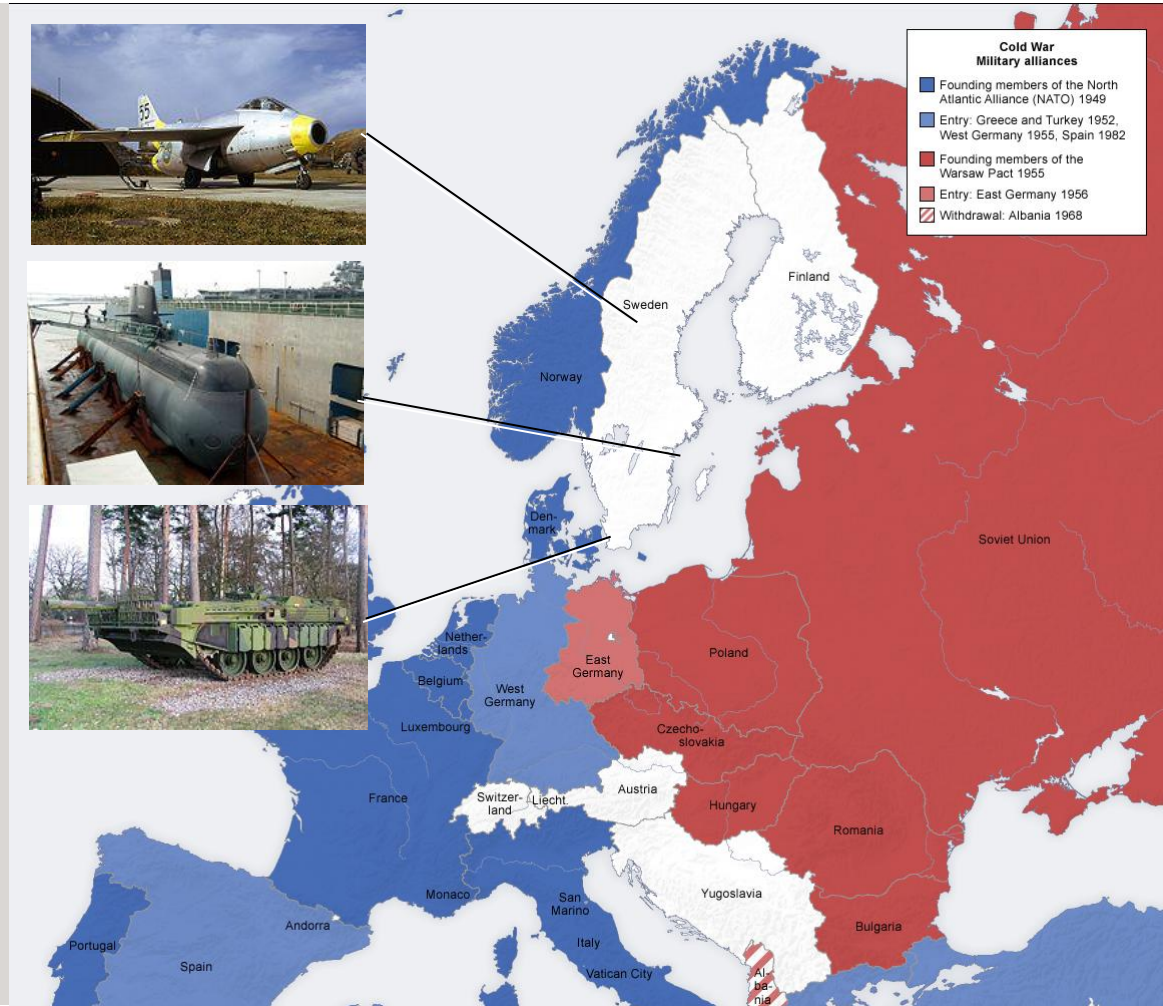 Cold War
Military alliances
Founding members of the North
Atlantic Alliance (NATO) 1949
Entry: Greece and Turkey 1952,
West Germany 1955, Spain 1982
Founding members of the
Warsaw Pact 1955
Entry: East Germany 1956
Withdrawal: Albania 1968
55
Finland
Sweden
Norway
Den-
mark
Soviet Union
Nether-
lands
Belgium
Luxembourg
West
Germany
East
Germany
Poland
Czecho-
slovakia
France
Switzer-
land
Liecht.
Austria
Hungary
Romania
Yugoslavia
Monaco
San
Marino
Andorra
Bulgaria
Portugal
Spain
Italy
Vatican City
Al-
ba-
nia